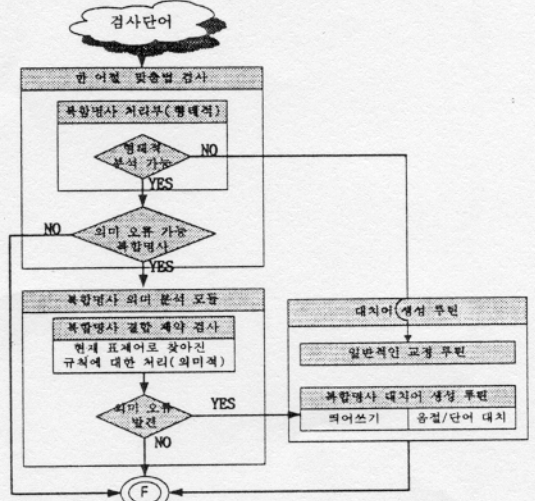 검사단어
한 어절 맞춤법 검사
복합명사 처리부(형태적)
형태적
분석 가능
NO
YES
의미 오류 가능
복합명사
NO
YES
복합명사 의미 분석 모듈
복합명사 결합 제약 검사
현재 표제어로 찾아진
규칙에 대한 처리(의미적)
의미 오류
발견
YES
NO
대치어 생성 루틴
일반적인 교정 루틴
복합명사 대치어 생성 루틴
띄어쓰기
음절/단어 대치
F